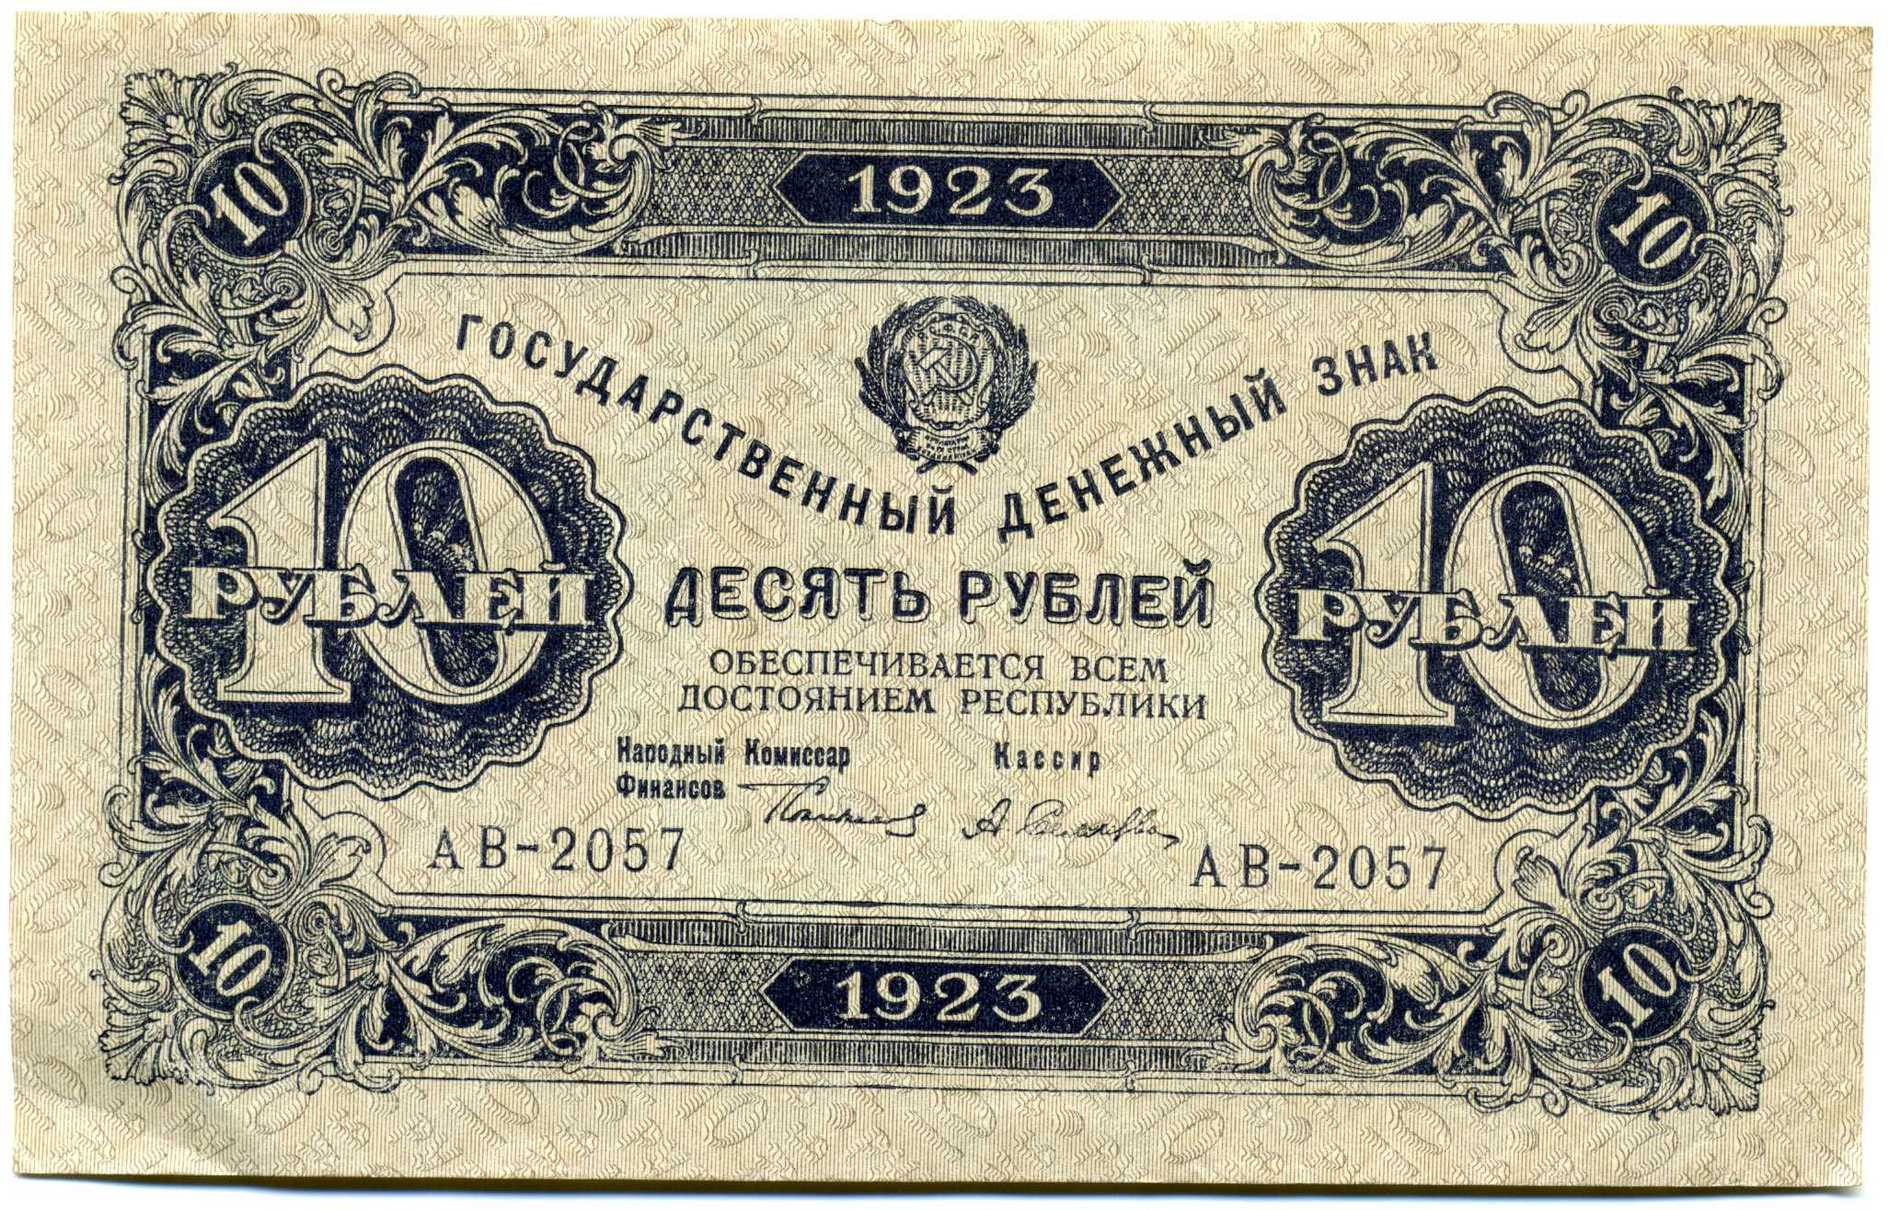 1923
10
10
ГОСУДАРСТВЕННЫЙ ДЕНЕЖНЫЙ ЗНАК
10
РУБЛЕЙ
ДЕСЯТЬ РУБЛЕЙ
10
РУБЛЕЙ
ОБЕСПЕЧИВАЕТСЯ ВСЕМ
ДОСТОЯНИЕМ РЕСПУБЛИКИ
Народный Комиссар
Финансов
Кассир
АВ-2057
АВ-2057
10
10
1923